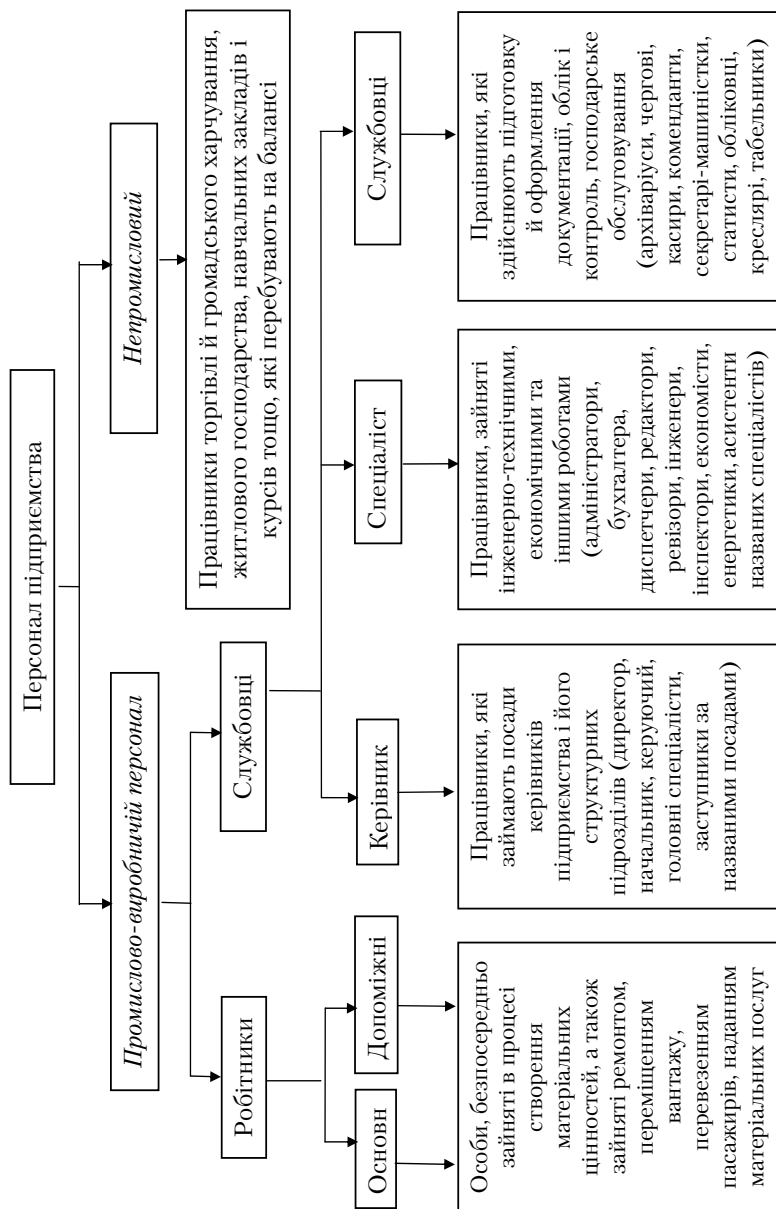 Персонал підприємства
Промислово-виробничій персонал
Непромисловий
Робітники
Службовці
Працівники торгівлі й громадського харчування,
житлового господарства, навчальних закладів і
курсів тощо, які перебувають на балансі
Основн
Допоміжні
Керівник
Спеціаліст
Службовці
Особи, безпосередньо
зайняті в процесі
створення
матеріальних
цінностей, а також
зайняті ремонтом,
переміщенням
вантажу,
перевезенням
пасажирів, наданням
матеріальних послуг
Працівники, які
займають посади
керівників
підприємства і його
структурних
підрозділів (директор,
начальник, керуючий,
головні спеціалісти,
заступники за
названими посадами)
Працівники, зайняті
інженерно-технічними,
економічними та
іншими роботами
(адміністратори,
бухгалтера,
диспетчери, редактори,
ревізори, інженери,
інспектори, економісти,
енергетики, асистенти
названих спеціалістів)
Працівники, які
здійснюють підготовку
й оформлення
документації, облік і
контроль, господарське
обслуговування
(архіваріуси, чергові,
касири, коменданти,
секретарі-машиністки,
статисти, обліковці,
креслярі, табельники)